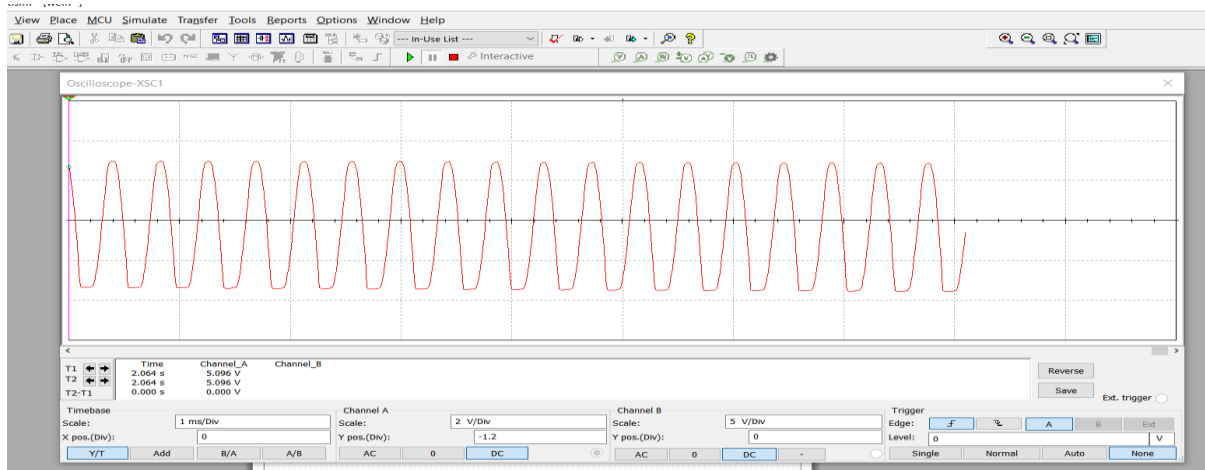 View Place MCU Simulate Transfer Tools Reports Options Window Help
--- In-Use List ---
Interactive
Oscilloscope-XSC1
Time Channel_A Channel_B
T1 2.064 s 5.096 V
T2 2.064 s 5.096 V
T2-T1 0.000 s 0.000 V
Reverse
Save
Ext. trigger
Timebase Channel A Channel B Trigger
Scale: 1 ms/Div Scale: 2 V/Div Scale: 5 V/Div Edge: A B Ext
X pos.(Div): 0 Y pos.(Div): -1.2 Y pos.(Div): 0 Level: 0 V
Y/T Add B/A A/B AC 0 DC AC 0 DC - Single Normal Auto None